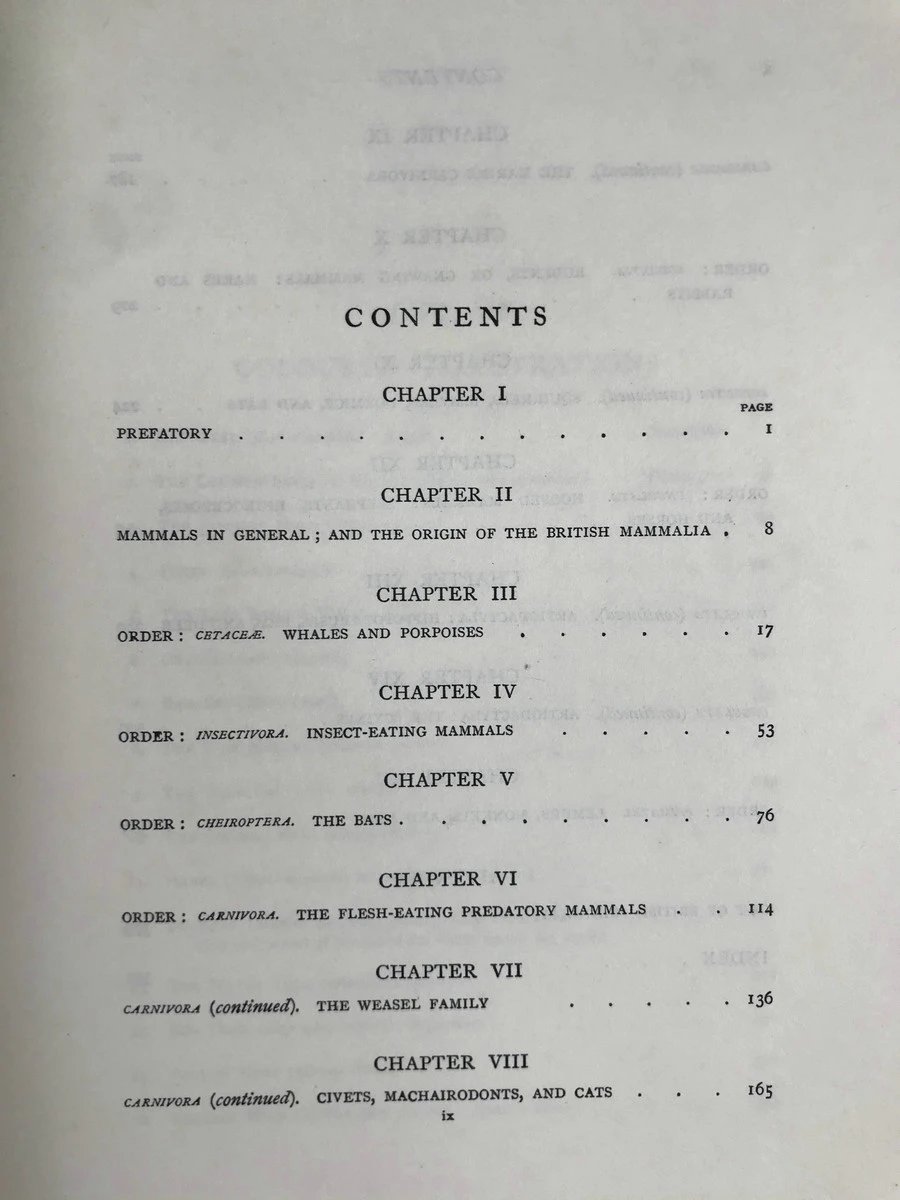 CONTENTS
CHAPTER I
PAGE
PREFATORY . . . . . . . . . . . . . 1
CHAPTER II
MAMMALS IN GENERAL ; AND THE ORIGIN OF THE BRITISH MAMMALIA . 8
CHAPTER III
ORDER : CETACEÆ. WHALES AND PORPOISES . . . . . . 17
CHAPTER IV
ORDER : INSECTIVORA. INSECT-EATING MAMMALS . . . . . 53
CHAPTER V
ORDER : CHEIROPTERA. THE BATS . . . . . . . . . 76
CHAPTER VI
ORDER : CARNIVORA. THE FLESH-EATING PREDATORY MAMMALS . . 114
CHAPTER VII
CARNIVORA (continued). THE WEASEL FAMILY . . . . . 136
CHAPTER VIII
CARNIVORA (continued). CIVETS, MACHAIRODONTS, AND CATS . . . 165
ix